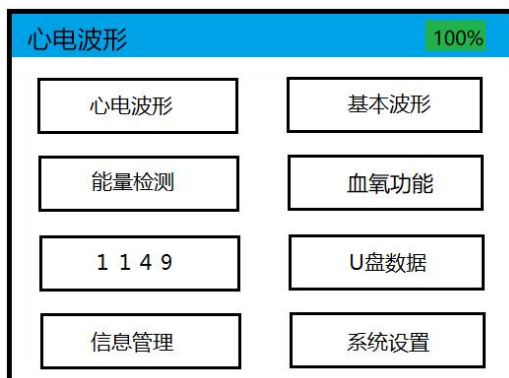 心电波形 100%
心电波形 基本波形
能量检测 血氧功能
1 1 4 9 U盘数据
信息管理 系统设置